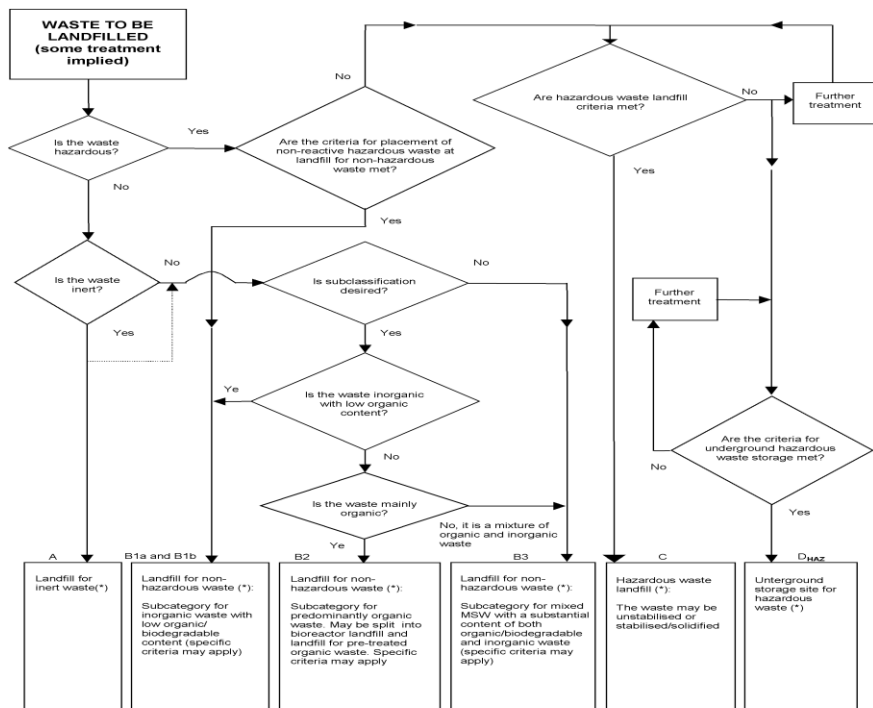 WASTE TO BE
LANDFILLED
(some treatment
implied)
No
No
Are hazardous waste landfill
criteria met?
Further
treatment
Is the waste
hazardous?
Yes
Are the criteria for placement of
non-reactive hazardous waste at
landfill for non-hazardous
waste met?
No
Yes
Yes
Is the waste
inert?
No
Is subclassification
desired?
No
Further
treatment
Yes
Yes
Ye
Is the waste inorganic
with low organic
content?
Are the criteria for
underground hazardous
waste storage met?
No
No
Is the waste mainly
organic?
No, it is a mixture of
organic and inorganic
waste
Yes
Ye
A
B1a and B1b
B2
B3
C
DHAZ
Landfill for
inert waste(*)
Landfill for non-
hazardous waste (*):
Subcategory for
inorganic waste with
low organic/
biodegradable
content (specific
criteria may apply)
Landfill for non-
hazardous waste (*):
Subcategory for
predominantly organic
waste. May be split into
bioreactor landfill and
landfill for pre-treated
organic waste. Specific
criteria may apply
Landfill for non-
hazardous waste (*):
Subcategory for mixed
MSW with a substantial
content of both
organic/biodegradable
and inorganic waste
(specific criteria may
apply)
Hazardous waste
landfill (*):
The waste may be
unstabilised or
stabilised/solidified
Underground
storage site for
hazardous
waste (*)